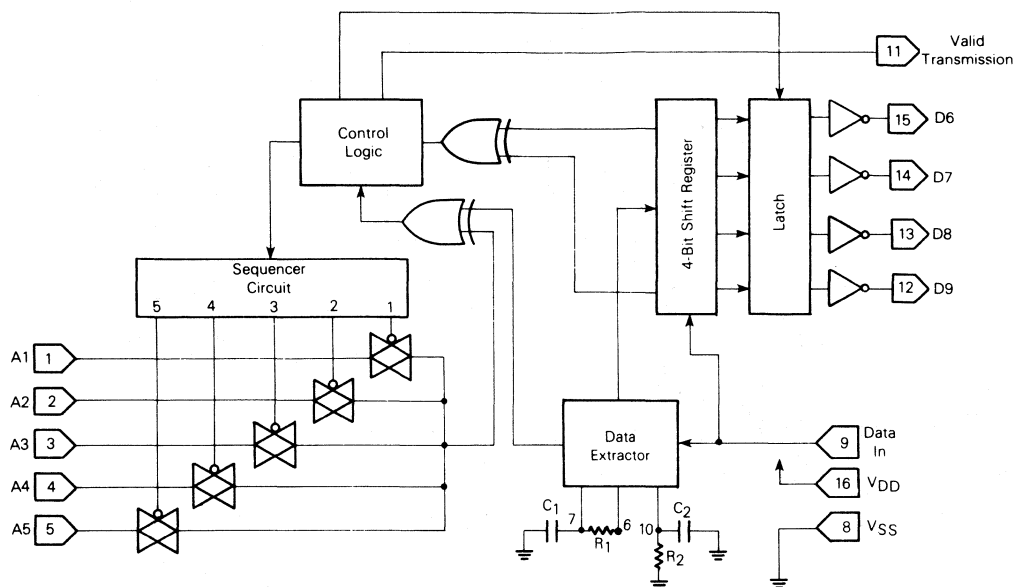 11
Valid
Transmission
Control
Logic
4-Bit Shift Register
Latch
15 D6
14 D7
13 D8
12 D9
Sequencer
Circuit
5 4 3 2 1
A1 1
A2 2
A3 3
A4 4
A5 5
Data
Extractor
9 Data
In
16 VDD
8 VSS
C1 7 R1 6 10 C2
R2